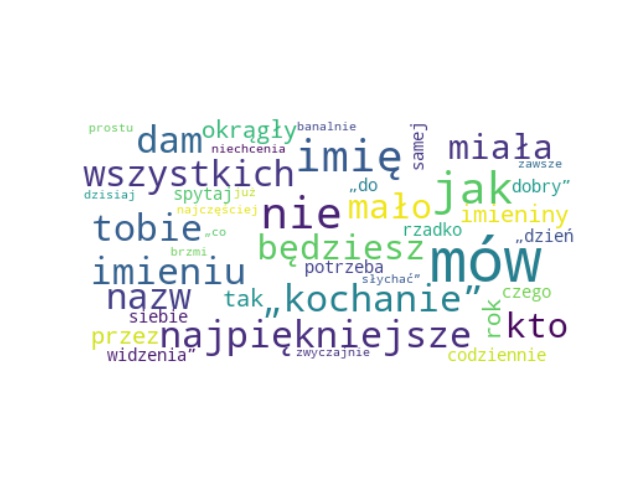 prostu
dam
okrągły
banalnie
samej
miała
niechcenia
imię
wszystkich
zawsze
dzisiaj
spytaj
już
„do
mało
jak
dobry”
najczęściej
nie
imieniny
tobie
„co
rzadko
„dzień
brzmi
będziesz
mów
imieniu
potrzeba
słychać”
nazw
tak
„kochanie”
czego
siebie
rok
kto
przez
najpiękniejsze
widzenia”
zwyczajnie
codziennie